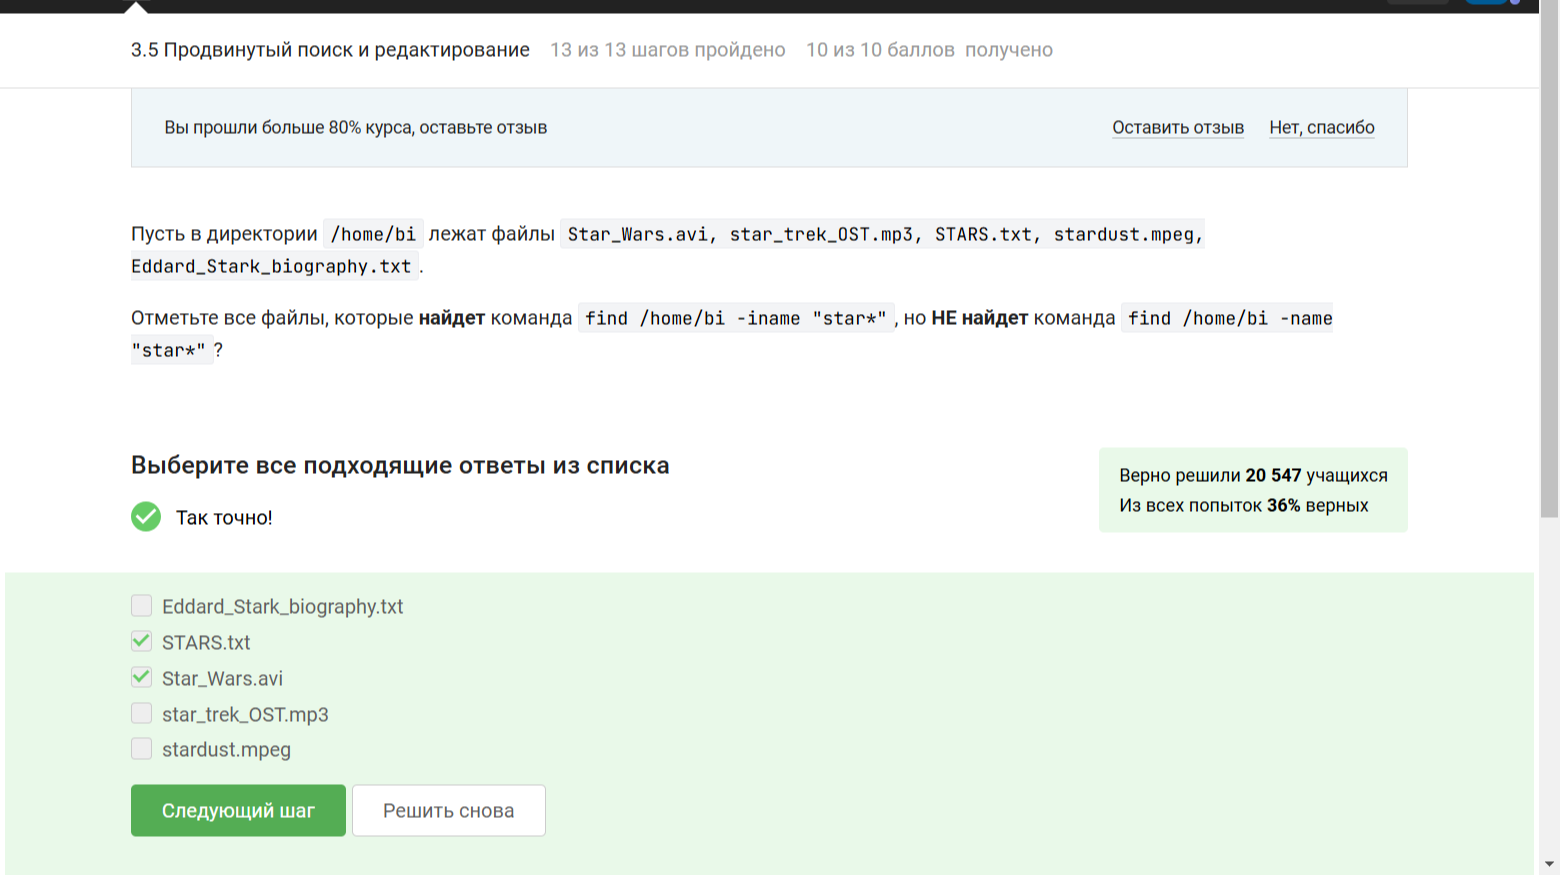 3.5 Продвинутый поиск и редактирование 13 из 13 шагов пройдено 10 из 10 баллов получено
Вы прошли больше 80% курса, оставьте отзыв Оставить отзыв Нет, спасибо
Пусть в директории /home/bi лежат файлы Star_Wars.avi, star_trek_OST.mp3, STARS.txt, stardust.mpeg,
Eddard_Stark_biography.txt .
Отметьте все файлы, которые найдет команда find /home/bi -iname "star*" , но НЕ найдет команда find /home/bi -name
"star*" ?
Выберите все подходящие ответы из списка
Верно решили 20 547 учащихся
Из всех попыток 36% верных
Так точно!
Eddard_Stark_biography.txt
STARS.txt
Star_Wars.avi
star_trek_OST.mp3
stardust.mpeg
Следующий шаг Решить снова